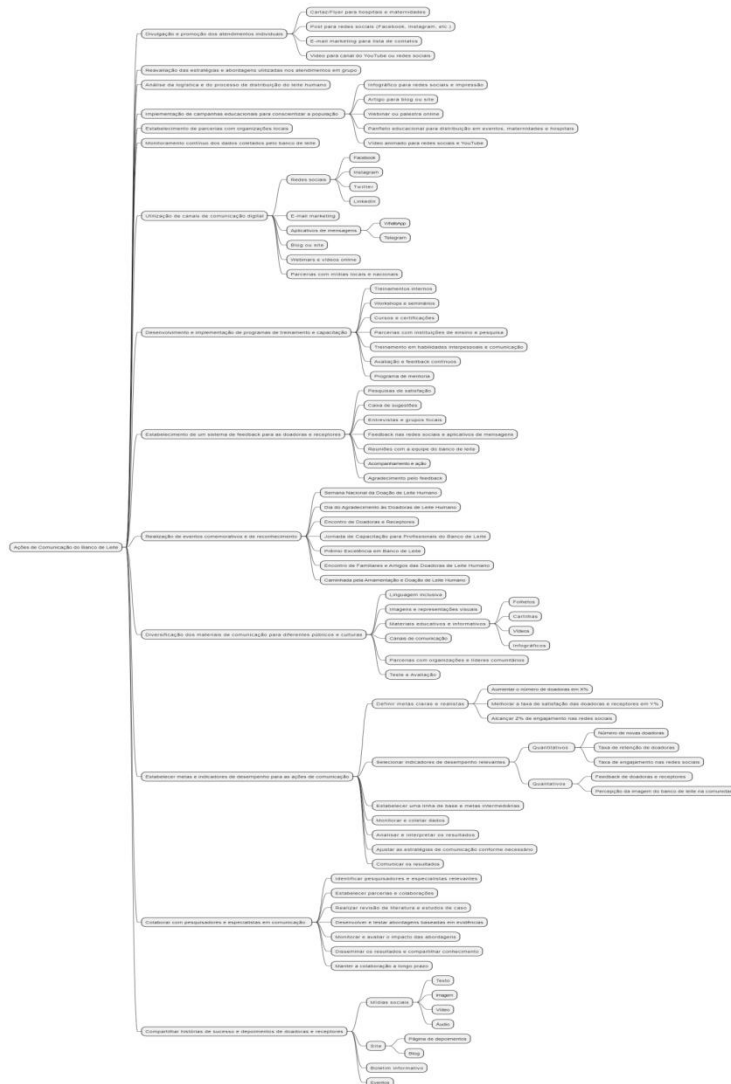 Ações de Comunicação do Banco de Leite
Divulgação e promoção dos atendimentos individuais
Cartaz/Flyer para hospitais e maternidades
Post para redes sociais (Facebook, Instagram, etc.)
E-mail marketing para lista de contatos
Vídeo para canal do YouTube ou redes sociais
Reavaliação das estratégias e abordagens utilizadas nos atendimentos em grupo
Análise da logística e do processo de distribuição do leite humano
Implementação de campanhas educacionais para conscientizar a população
Infográfico para redes sociais e impressão
Artigo para blog ou site
Webinar ou palestra online
Panfleto educacional para distribuição em eventos, maternidades e hospitais
Vídeo animado para redes sociais e YouTube
Estabelecimento de parcerias com organizações locais
Monitoramento contínuo dos dados coletados pelo banco de leite
Utilização de canais de comunicação digital
Redes sociais
Facebook
Instagram
Twitter
LinkedIn
E-mail marketing
Aplicativos de mensagens
WhatsApp
Telegram
Blog ou site
Webinars e vídeos online
Parcerias com mídias locais e nacionais
Desenvolvimento e implementação de programas de treinamento e capacitação
Treinamentos internos
Workshops e seminários
Cursos e certificações
Parcerias com instituições de ensino e pesquisa
Treinamento em habilidades interpessoais e comunicação
Avaliação e feedback contínuos
Programa de mentoria
Estabelecimento de um sistema de feedback para as doadoras e receptores
Pesquisas de satisfação
Caixa de sugestões
Entrevistas e grupos focais
Feedback nas redes sociais e aplicativos de mensagens
Reuniões com a equipe do banco de leite
Acompanhamento e ação
Agradecimento pelo feedback
Realização de eventos comemorativos e de reconhecimento
Semana Nacional da Doação de Leite Humano
Dia do Agradecimento às Doadoras de Leite Humano
Encontro de Doadoras e Receptores
Jornada de Capacitação para Profissionais do Banco de Leite
Prêmio Excelência em Banco de Leite
Encontro de Familiares e Amigos das Doadoras de Leite Humano
Caminhada pela Amamentação e Doação de Leite Humano
Diversificação dos materiais de comunicação para diferentes públicos e culturas
Linguagem inclusiva
Imagens e representações visuais
Materiais educativos e informativos
Folhetos
Cartilhas
Vídeos
Infográficos
Canais de comunicação
Parcerias com organizações e líderes comunitários
Teste e avaliação
Estabelecer metas e indicadores de desempenho para as ações de comunicação
Definir metas claras e realistas
Aumentar o número de doadoras em X%
Melhorar a taxa de satisfação das doadoras e receptores em Y%
Alcançar Z% de engajamento nas redes sociais
Selecionar indicadores de desempenho relevantes
Quantitativos
Número de novas doadoras
Taxa de retenção de doadoras
Taxa de engajamento nas redes sociais
Qualitativos
Feedback de doadoras e receptores
Percepção da imagem do banco de leite na comunidad
Estabelecer uma linha de base e metas intermediárias
Monitorar e coletar dados
Analisar e interpretar os resultados
Ajustar as estratégias de comunicação conforme necessário
Comunicar os resultados
Colaborar com pesquisadores e especialistas em comunicação
Identificar pesquisadores e especialistas relevantes
Estabelecer parcerias e colaborações
Realizar revisão de literatura e estudos de caso
Desenvolver e testar abordagens baseadas em evidências
Monitorar e avaliar o impacto das abordagens
Disseminar os resultados e compartilhar conhecimento
Manter a colaboração a longo prazo
Compartilhar histórias de sucesso e depoimentos de doadoras e receptores
Mídias sociais
Texto
Imagem
Vídeo
Áudio
Site
Página de depoimentos
Blog
Boletim informativo
Eventos